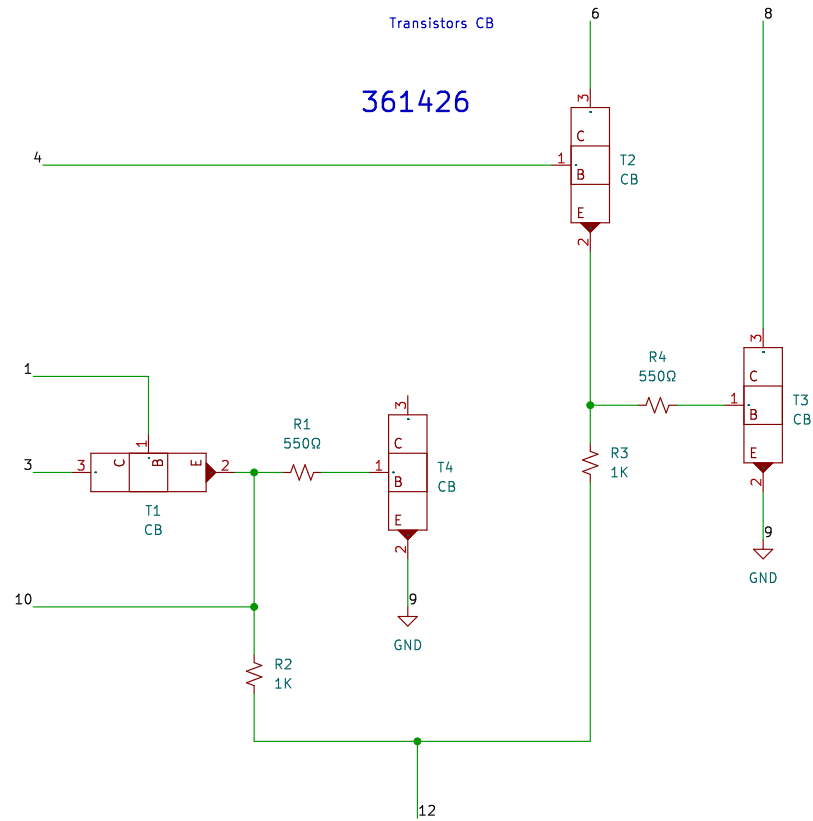 Transistors CB
6
8
361426
3
C
1
B
E
2
T2
CB
4
3
C
1
B
E
2
T3
CB
R4
550Ω
1
R1
550Ω
3
C
1
B
E
2
T4
CB
R3
1K
3
3
C
1
B
E
2
T1
CB
9
GND
10
9
GND
R2
1K
12